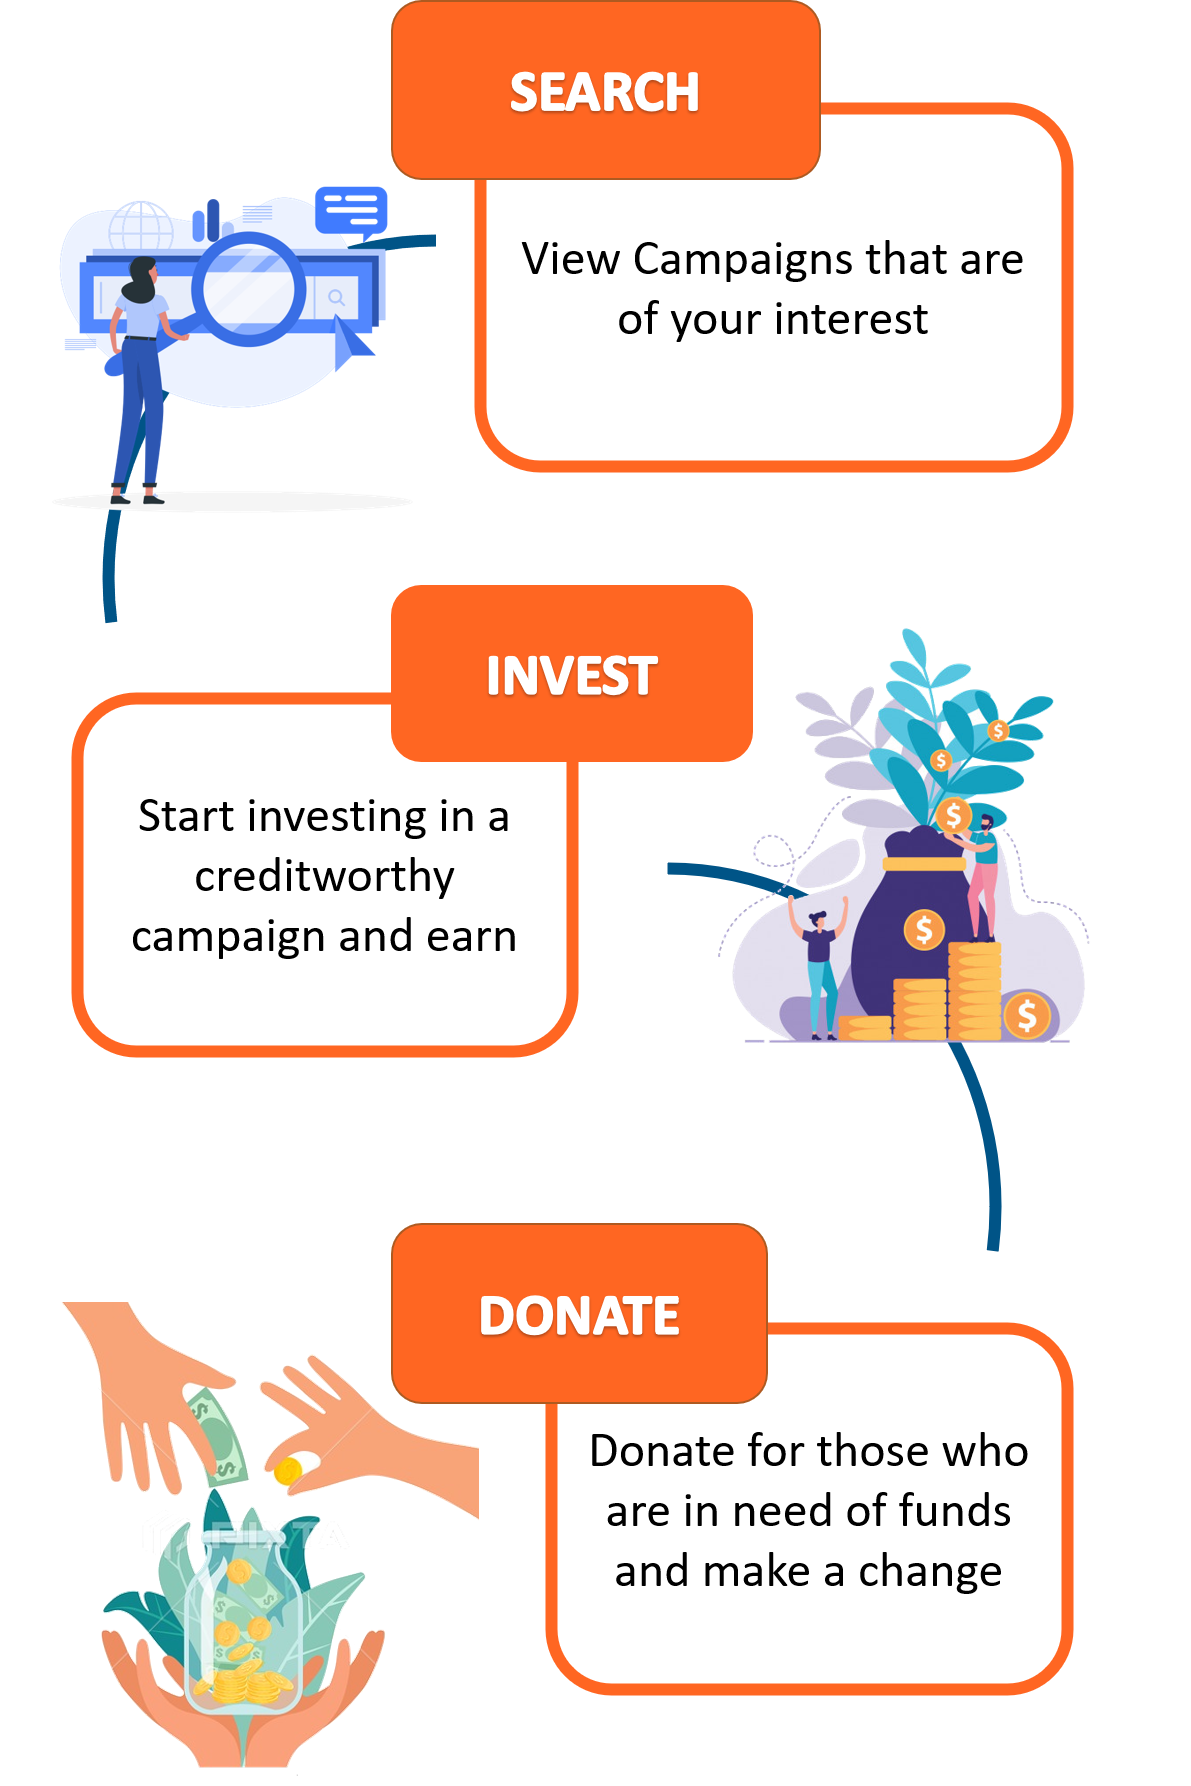 SEARCH
View Campaigns that are
of your interest
INVEST
Start investing in a
creditworthy
campaign and earn
DONATE
Donate for those who
are in need of funds
and make a change